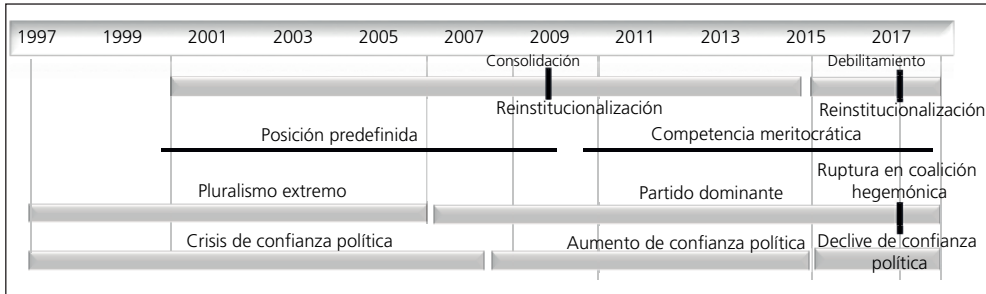 1997 1999 2001 2003 2005 2007 2009 2011 2013 2015 2017
Consolidación Debilitamiento
Reinstitucionalización Reinstitucionalización
Posición predefinida Competencia meritocrática
Ruptura en coalición
hegemónica
Pluralismo extremo Partido dominante
Crisis de confianza política Aumento de confianza política Declive de confianza
política